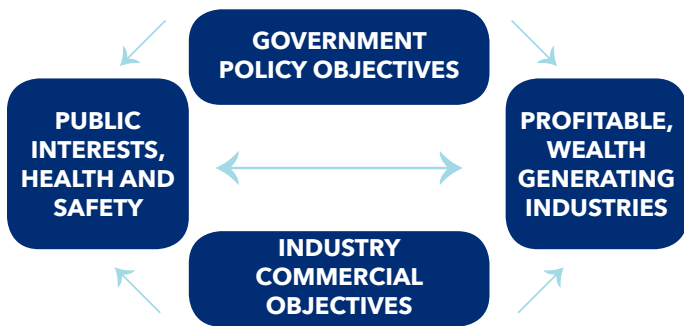 GOVERNMENT
POLICY OBJECTIVES
PUBLIC
INTERESTS,
HEALTH AND
SAFETY
PROFITABLE,
WEALTH
GENERATING
INDUSTRIES
INDUSTRY
COMMERCIAL
OBJECTIVES